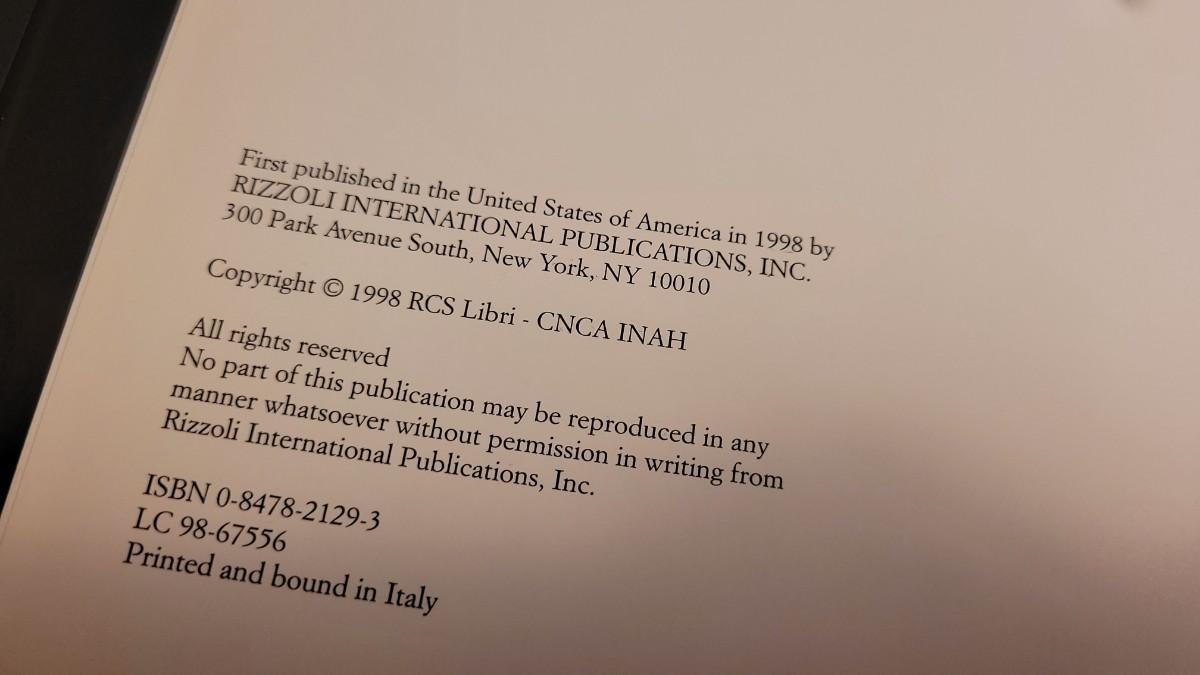 First published in the United States of America in 1998 by
RIZZOLI INTERNATIONAL PUBLICATIONS, INC.
300 Park Avenue South, New York, NY 10010
Copyright © 1998 RCS Libri - CNCA INAH
All rights reserved
No part of this publication may be reproduced in any
manner whatsoever without permission in writing from
Rizzoli International Publications, Inc.
ISBN 0-8478-2129-3
LC 98-67556
Printed and bound in Italy